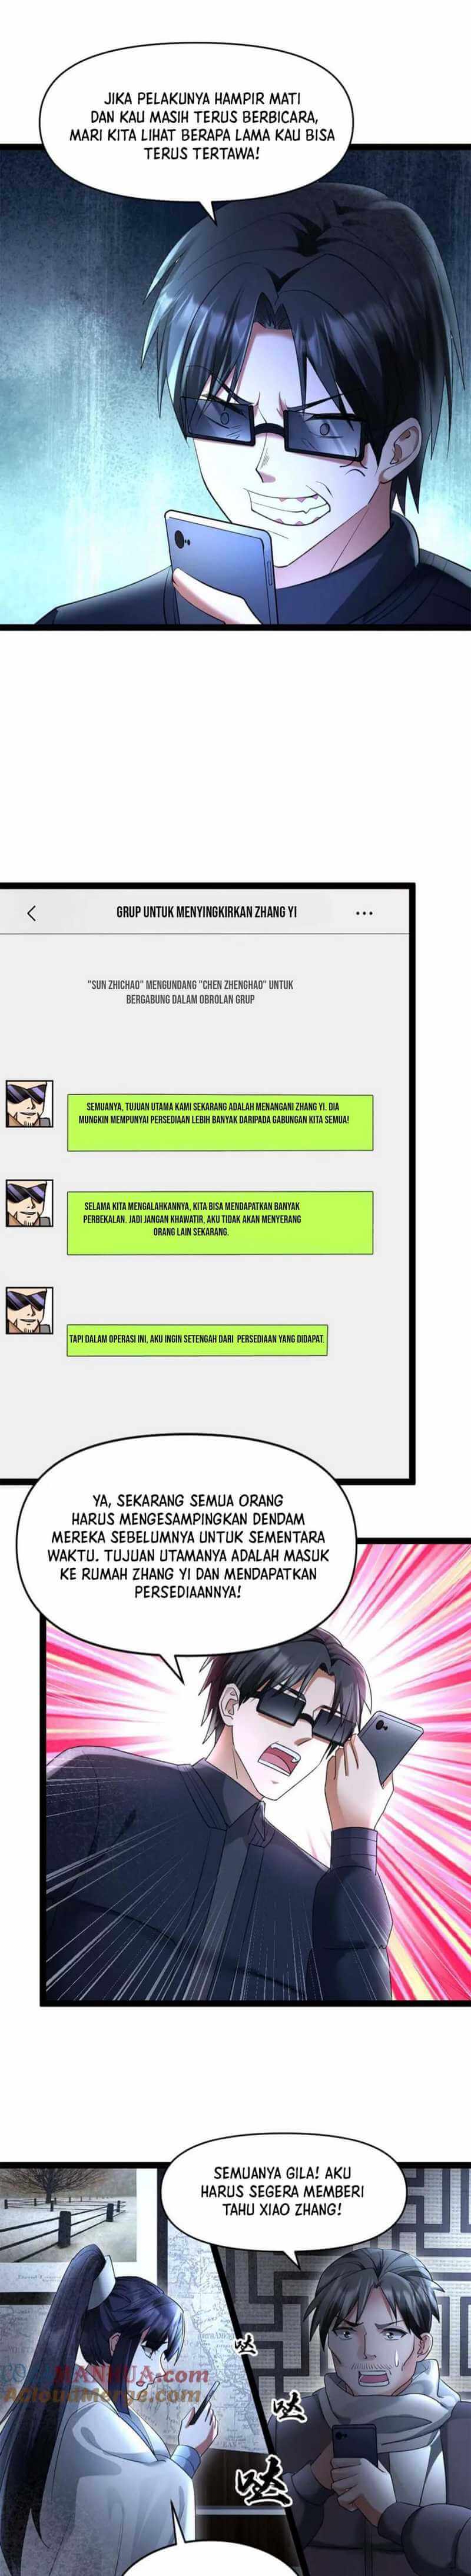 JIKA PELAKUNYA HAMPIR MATI
DAN KAU MASIH TERUS BERBICARA,
MARI KITA LIHAT BERAPA LAMA KAU BISA
TERUS TERTAWA!
GRUP UNTUK MENYINGKIRKAN ZHANG YI
"SUN ZHICHAO" MENGUNDANG "CHEN ZHENGHAO" UNTUK
BERGABUNG DALAM OBROLAN GRUP
SEMUANYA, TUJUAN UTAMA KAMI SEKARANG ADALAH MENANGANI ZHANG YI. DIA
MUNGKIN MEMPUNYAI PERSEDIAAN LEBIH BANYAK DARIPADA GABUNGAN KITA SEMUA!
SELAMA KITA MENGALAHKANNYA, KITA BISA MENDAPATKAN BANYAK
PERBEKALAN. JADI JANGAN KHAWATIR, AKU TIDAK AKAN MENYERANG
ORANG LAIN SEKARANG.
TAPI DALAM OPERASI INI, AKU INGIN SETENGAH DARI PERSEDIAAN YANG DIDAPAT.
YA, SEKARANG SEMUA ORANG
HARUS MENGESAMPINGKAN DENDAM
MEREKA SEBELUMNYA UNTUK SEMENTARA
WAKTU. TUJUAN UTAMANYA ADALAH MASUK
KE RUMAH ZHANG YI DAN MENDAPATKAN
PERSEDIAANNYA!
SEMUANYA GILA! AKU
HARUS SEGERA MEMBERI
TAHU XIAO ZHANG!
哒
哒
哒
MANHUA.com
AcloudMerge.com